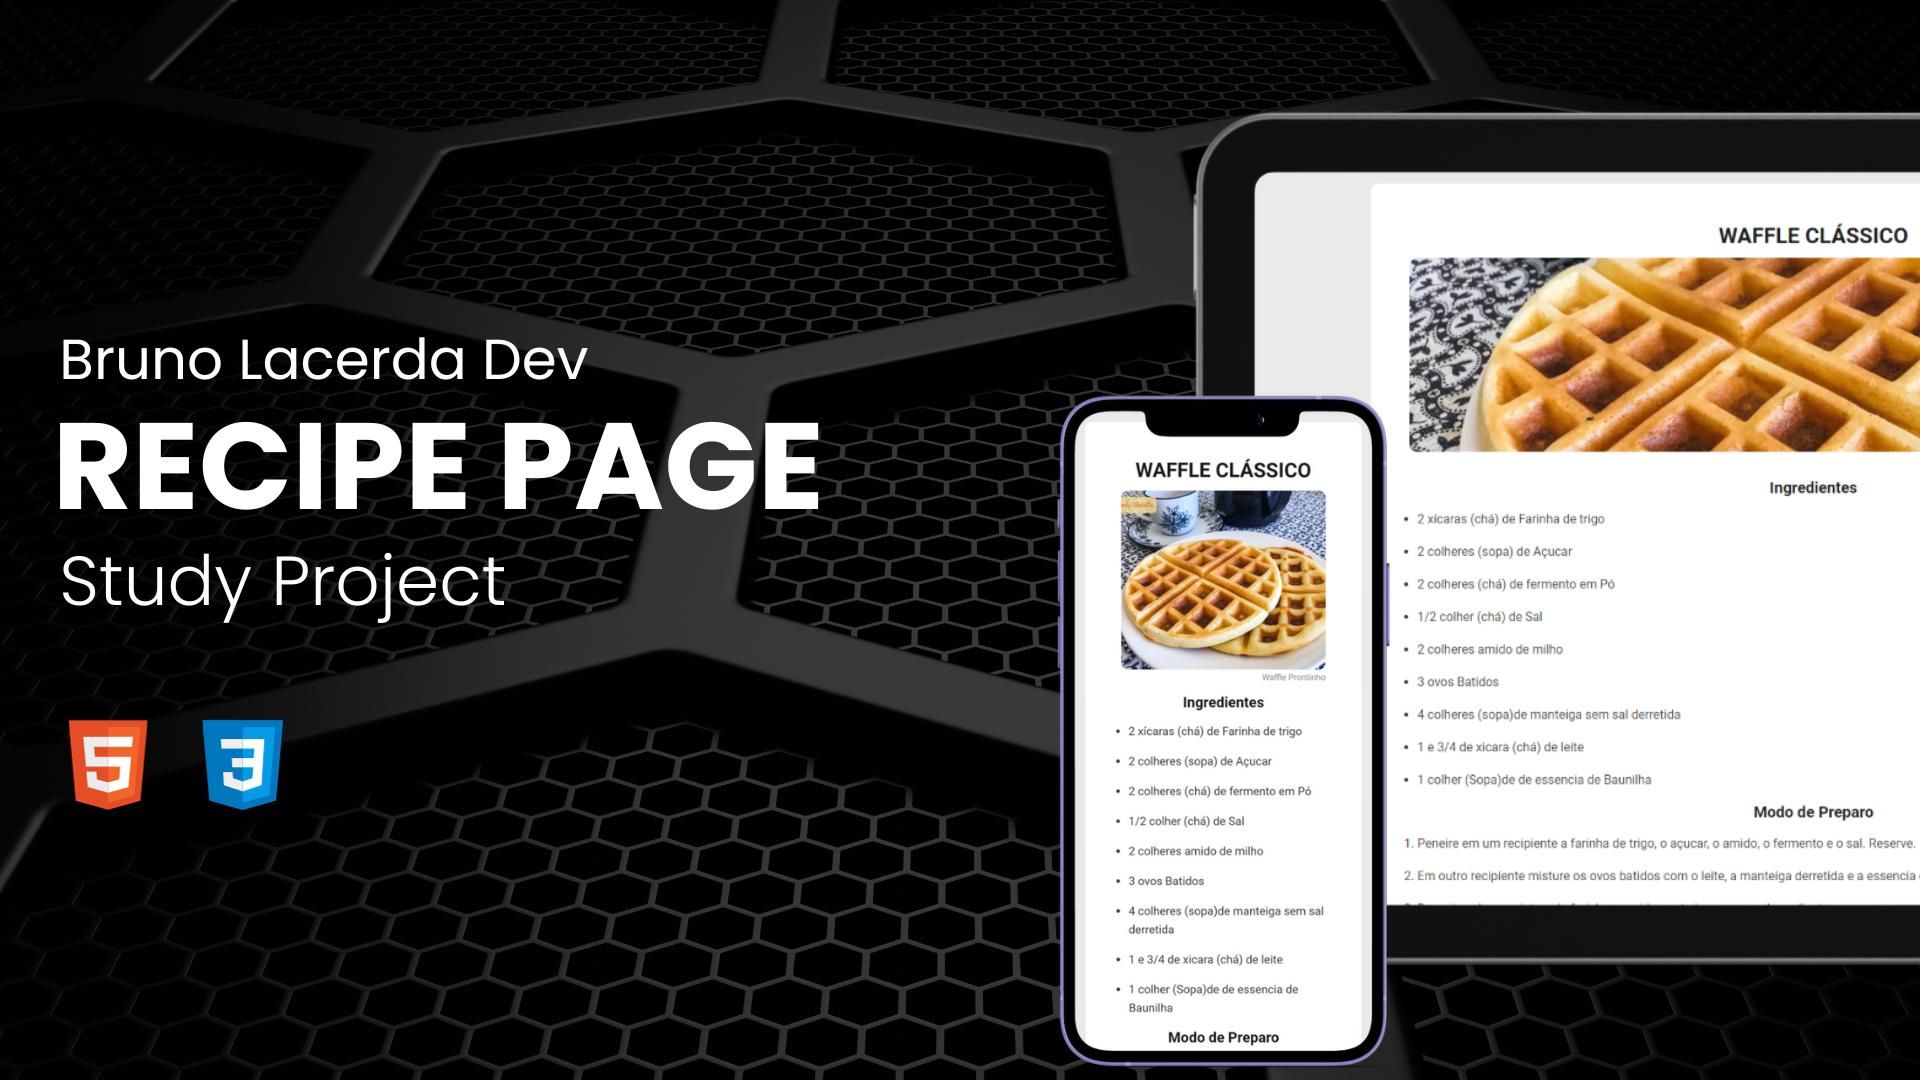 Bruno Lacerda Dev
RECIPE PAGE
Study Project
WAFFLE CLÁSSICO
Waffle Prontinho
Ingredientes
• 2 xícaras (chá) de Farinha de trigo
• 2 colheres (sopa) de Açucar
• 2 colheres (chá) de fermento em Pó
• 1/2 colher (chá) de Sal
• 2 colheres amido de milho
• 3 ovos Batidos
• 4 colheres (sopa)de manteiga sem sal
derretida
• 1 e 3/4 de xicara (chá) de leite
• 1 colher (Sopa)de de essencia de
Baunilha
Modo de Preparo
WAFFLE CLÁSSICO
Ingredientes
• 2 xícaras (chá) de Farinha de trigo
• 2 colheres (sopa) de Açucar
• 2 colheres (chá) de fermento em Pó
• 1/2 colher (chá) de Sal
• 2 colheres amido de milho
• 3 ovos Batidos
• 4 colheres (sopa)de manteiga sem sal derretida
• 1 e 3/4 de xicara (chá) de leite
• 1 colher (Sopa)de de essencia de Baunilha
Modo de Preparo
1. Peneire em um recipiente a farinha de trigo, o açucar, o amido, o fermento e o sal. Reserve.
2. Em outro recipiente misture os ovos batidos com o leite, a manteiga derretida e a essencia